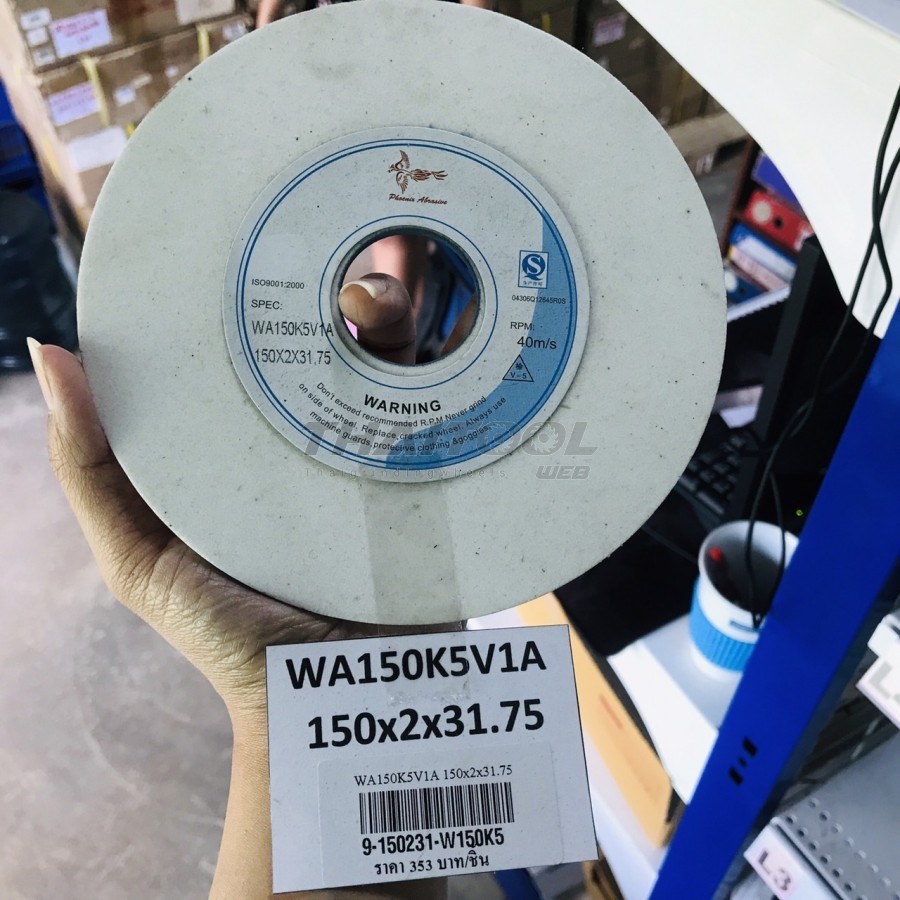 Phoenix Abrasive
ISO9001:2000
SPEC:
WA150K5V1A
150X2X31.75
S
04306Q12645R0S
RPM:
40m/s
V-5
WARNING
Don't exceed recommended R.P.M Never grind
on side of wheel. Replace,cracked wheel. Always use
machine guards,protective,clothing &goggles.
WEB
WA150K5V1A
150x2x31.75
WA150K5V1A 150x2x31.75
9-150231-W150K5
ราคา 353 บาท/ชิ้น
L3